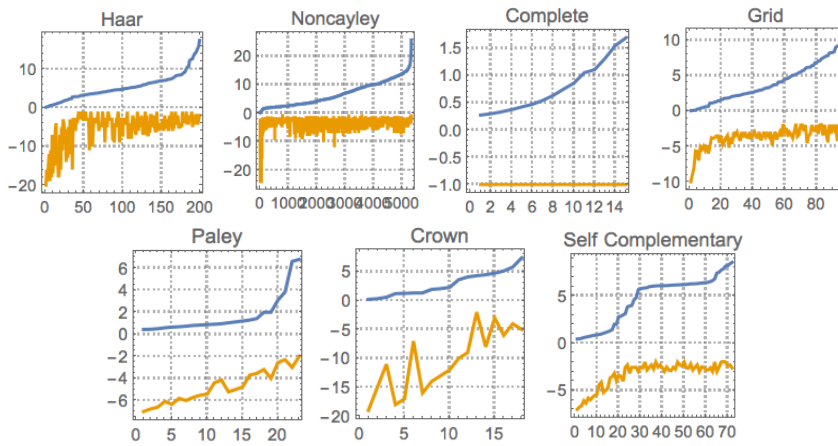 Haar
Noncayley
Complete
Grid
10
0
-10
-20
0 50 100 150 200
20
10
0
-10
-20
0 1000 2000 3000 4000 5000
1.5
1.0
0.5
0.0
-0.5
-1.0
0 2 4 6 8 10 12 14
10
5
0
-5
-10
0 20 40 60 80
Paley
Crown
Self Complementary
6
4
2
0
-2
-4
-6
0 5 10 15 20
5
0
-5
-10
-15
-20
0 5 10 15
5
0
-5
0 10 20 30 40 50 60 70